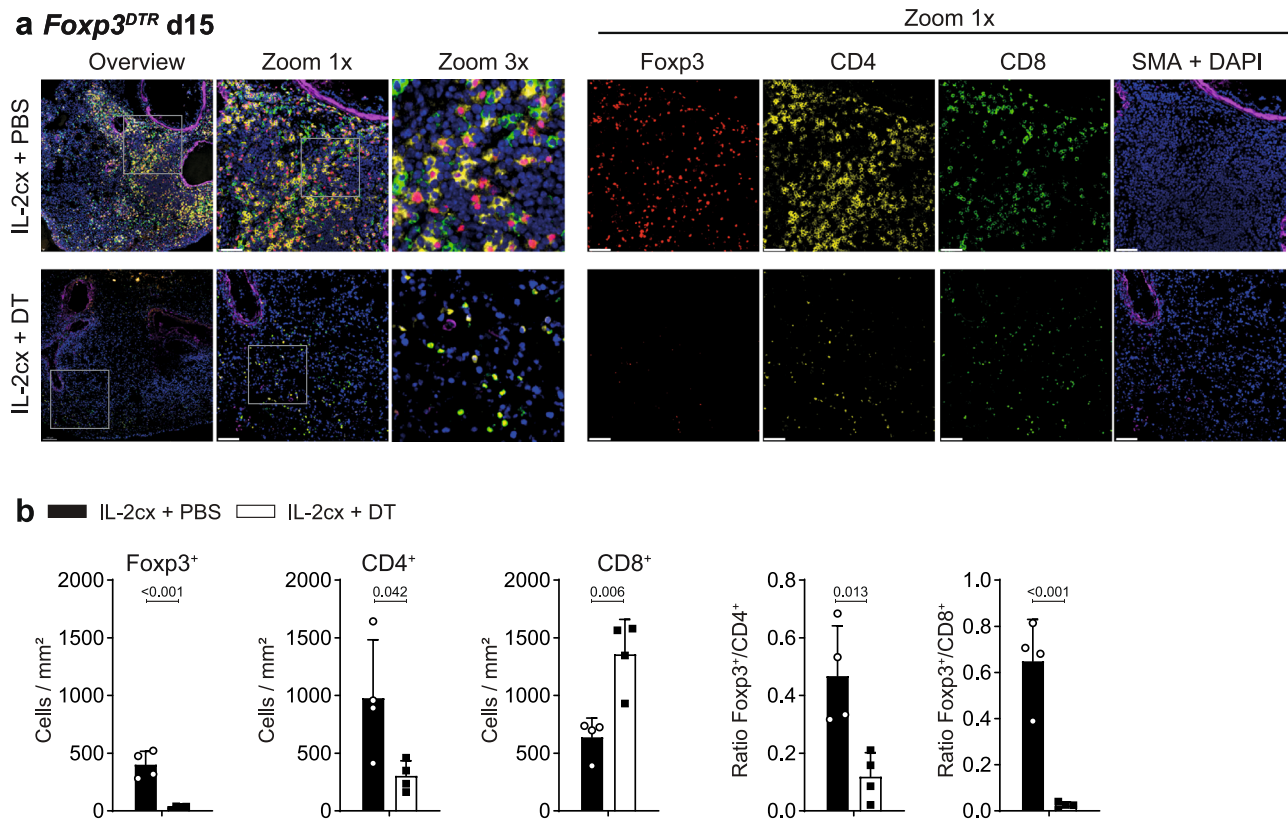 a Foxp3DTR d15
Zoom 1x
Overview Zoom 1x Zoom 3x Foxp3 CD4 CD8 SMA + DAPI
IL-2cx + PBS
IL-2cx + DT
b IL-2cx + PBS IL-2cx + DT
Foxp3⁺
Cells / mm²
2000
1500
1000
500
0
<0.001
CD4⁺
Cells / mm²
2000
1500
1000
500
0
0.042
CD8⁺
Cells / mm²
2000
1500
1000
500
0
0.006
Ratio Foxp3⁺/CD4⁺
0.8
0.6
0.4
0.2
0.0
0.013
Ratio Foxp3⁺/CD8⁺
1.0
0.8
0.6
0.4
0.2
0.0
<0.001